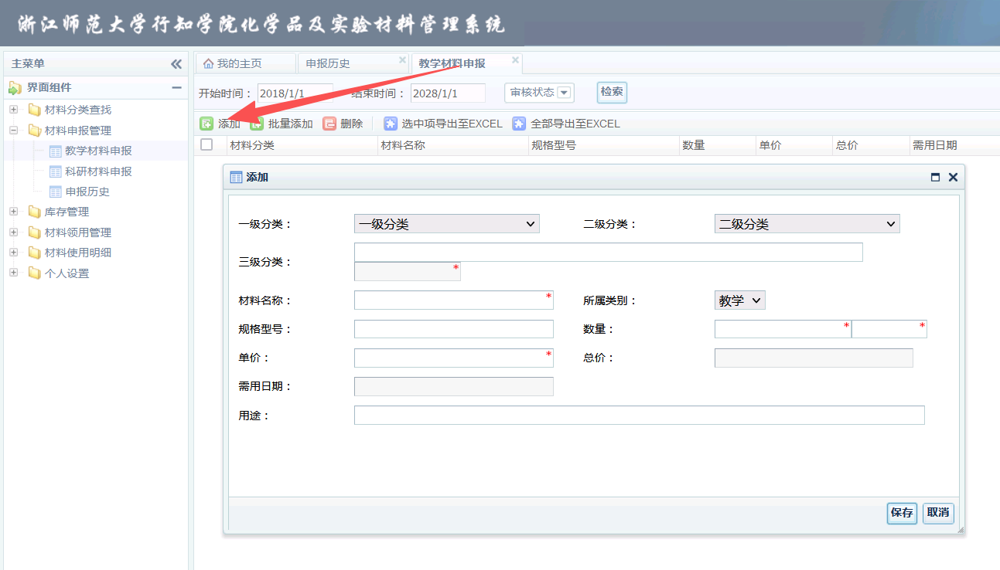 浙江师范大学行知学院化学品及实验材料管理系统
主菜单
我的主页 申报历史 教学材料申报
界面组件
开始时间： 2018/1/1 结束时间： 2028/1/1 审核状态 检索
材料分类查找
材料申报管理
教学材料申报
科研材料申报
申报历史
库存管理
材料领用管理
材料使用明细
个人设置
添加 批量添加 删除 选中项导出至EXCEL 全部导出至EXCEL
材料分类 材料名称 规格型号 数量 单价 总价 需用日期
添加
一级分类： 一级分类 二级分类： 二级分类
三级分类：
*
材料名称： * 所属类别： 教学
规格型号： 数量： * *
单价： * 总价：
需用日期：
用途：
保存 取消